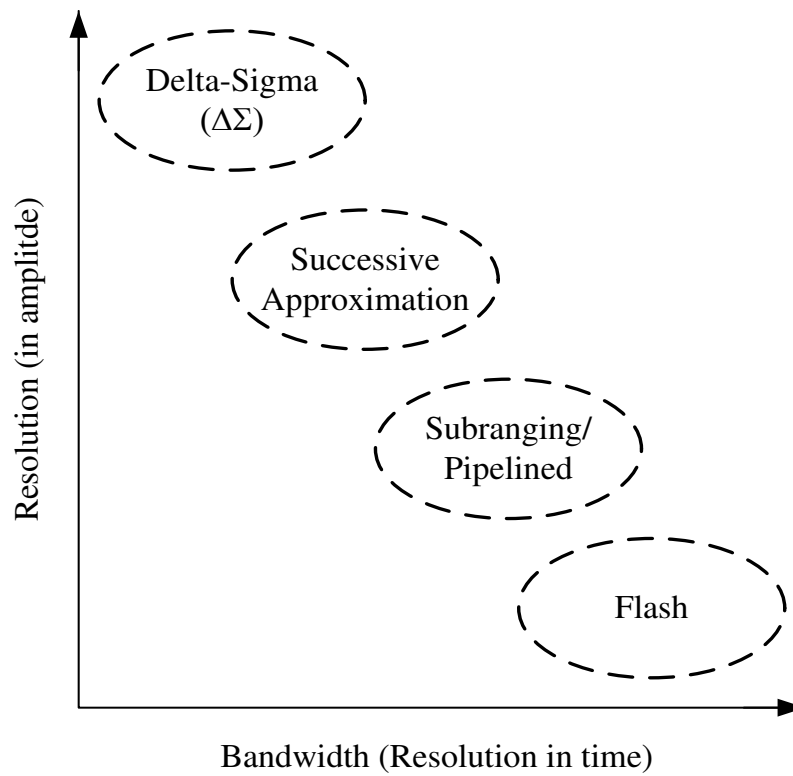 Delta-Sigma
(ΔΣ)
Successive
Approximation
Subranging/
Pipelined
Flash
Resolution (in amplitde)
Bandwidth (Resolution in time)